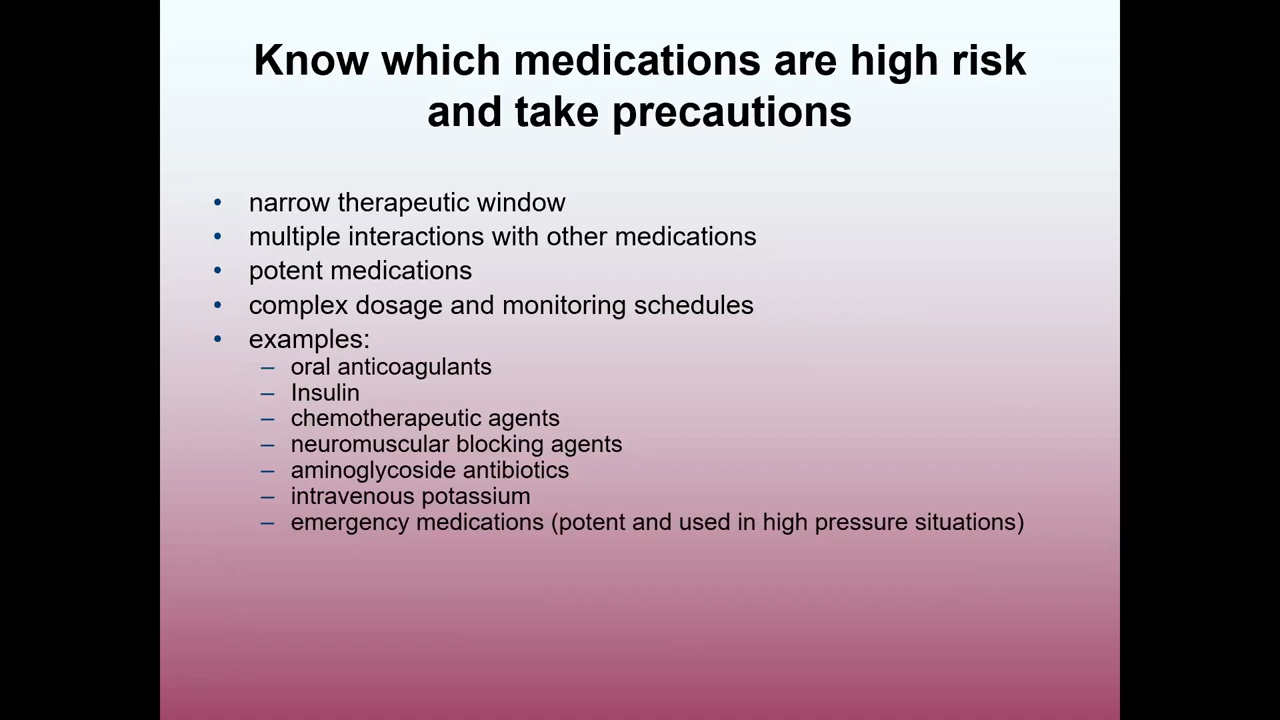 Know which medications are high risk
and take precautions
• narrow therapeutic window
• multiple interactions with other medications
• potent medications
• complex dosage and monitoring schedules
• examples:
– oral anticoagulants
– Insulin
– chemotherapeutic agents
– neuromuscular blocking agents
– aminoglycoside antibiotics
– intravenous potassium
– emergency medications (potent and used in high pressure situations)